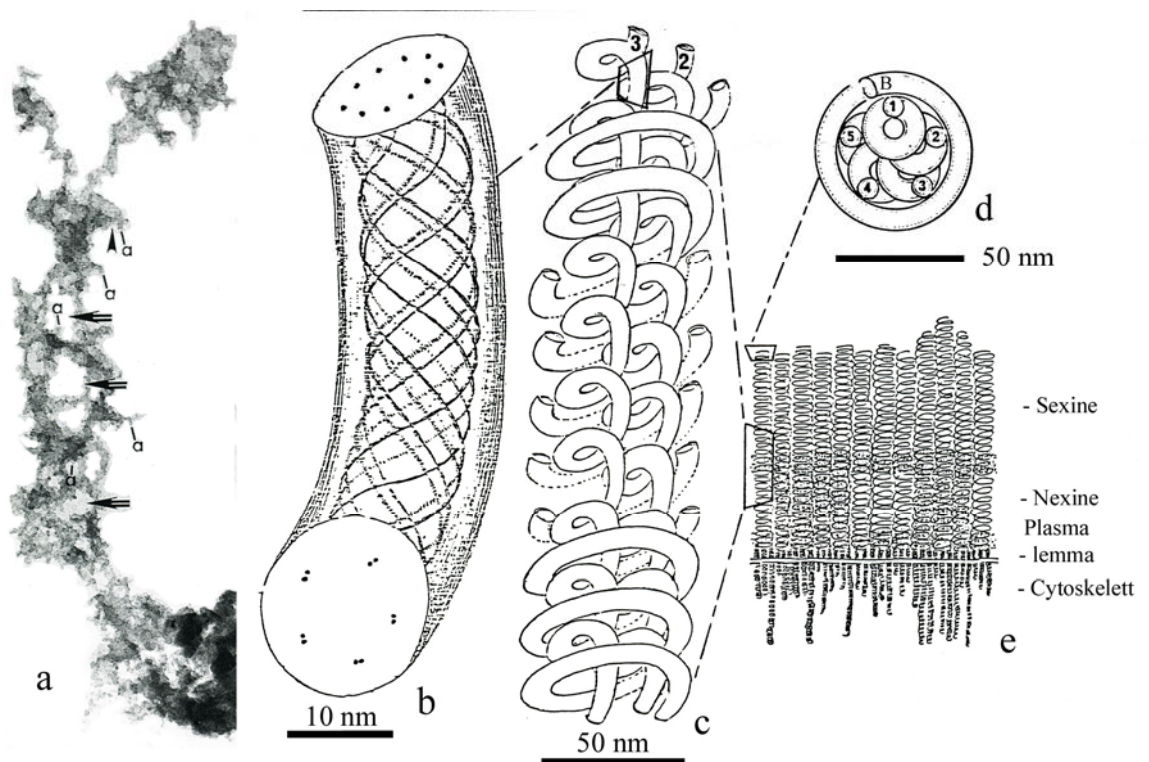 a
a
a
a
a
a
b
10 nm
3
2
c
50 nm
B
1
2
3
4
5
d
50 nm
- Sexine
- Nexine
Plasma
- lemma
- Cytoskelett
e